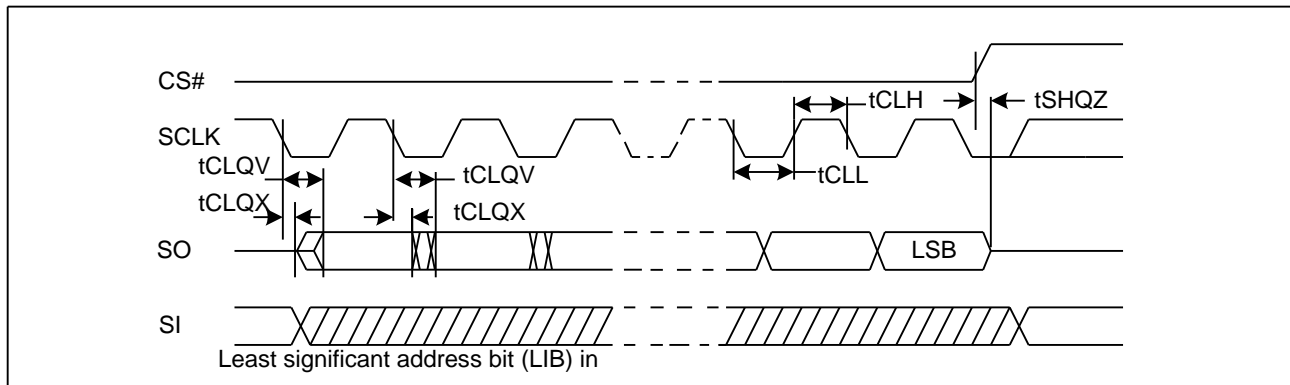 CS#
tCLH
tSHQZ
SCLK
tCLQV
tCLQV
tCLL
tCLQX
tCLQX
SO
LSB
SI
Least significant address bit (LIB) in